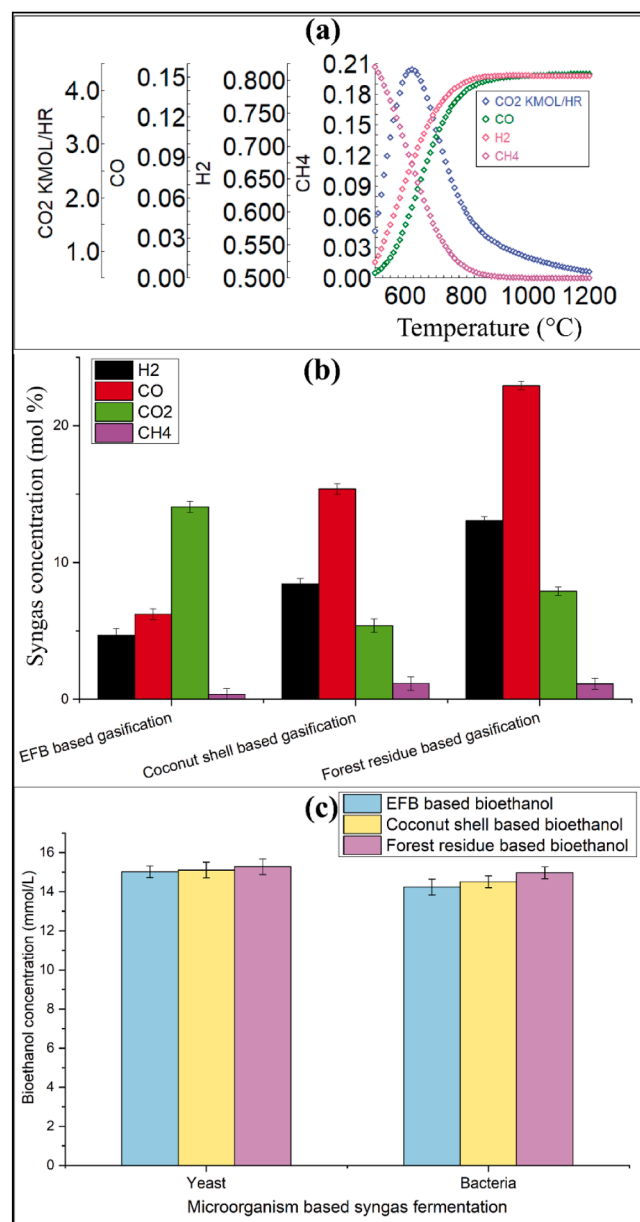 (a)
CO2 KMOL/HR
4.0
3.0
2.0
1.0
CO
0.15
0.12
0.09
0.06
0.03
0.00
H2
0.800
0.750
0.700
0.650
0.600
0.550
0.500
CH4
0.21
0.18
0.15
0.12
0.09
0.06
0.03
0.00
CO2 KMOL/HR
CO
H2
CH4
600 800 1000 1200
Temperature (°C)
(b)
H2
CO
CO2
CH4
Syngas concentration (mol %)
20
10
0
EFB based gasification
Coconut shell based gasification
Forest residue based gasification
(c)
EFB based bioethanol
Coconut shell based bioethanol
Forest residue based bioethanol
Bioethanol concentration (mmol/L)
16
14
12
10
8
6
4
2
0
Yeast Bacteria
Microorganism based syngas fermentation